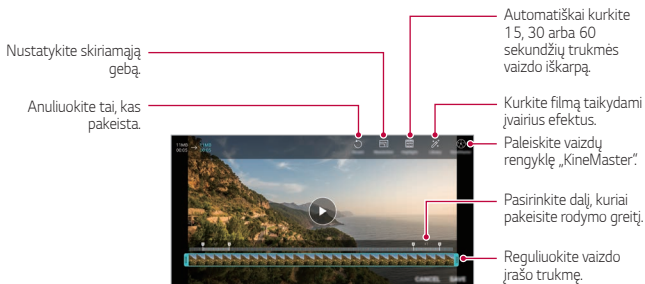 Nustatykite skiriamąją
gebą.
Anuliuokite tai, kas
pakeista.
Automatiškai kurkite
15, 30 arba 60
sekundžių trukmės
vaizdo iškarpą.
Kurkite filmą taikydami
įvairius efektus.
Paleiskite vaizdų
rengyklę „KineMaster“.
Pasirinkite dalį, kuriai
pakeisite rodymo greitį.
Reguliuokite vaizdo
įrašo trukmę.
CANCEL SAVE